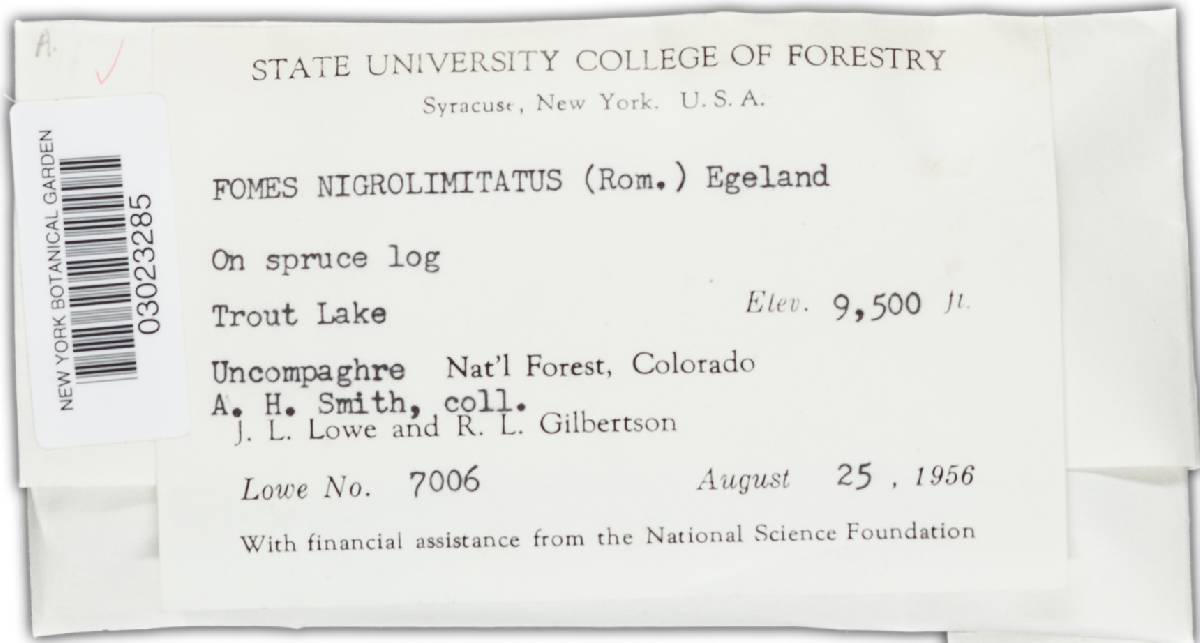 A.
STATE UNIVERSITY COLLEGE OF FORESTRY
Syracuse, New York. U. S. A.
NEW YORK BOTANICAL GARDEN
03023285
FOMES NIGROLIMITATUS (Rom.) Egeland
On spruce log
Trout Lake Elev. 9,500 ft.
Uncompaghre Nat'l Forest, Colorado
A. H. Smith, coll.
J. L. Lowe and R. L. Gilbertson
Lowe No. 7006 August 25 , 1956
With financial assistance from the National Science Foundation